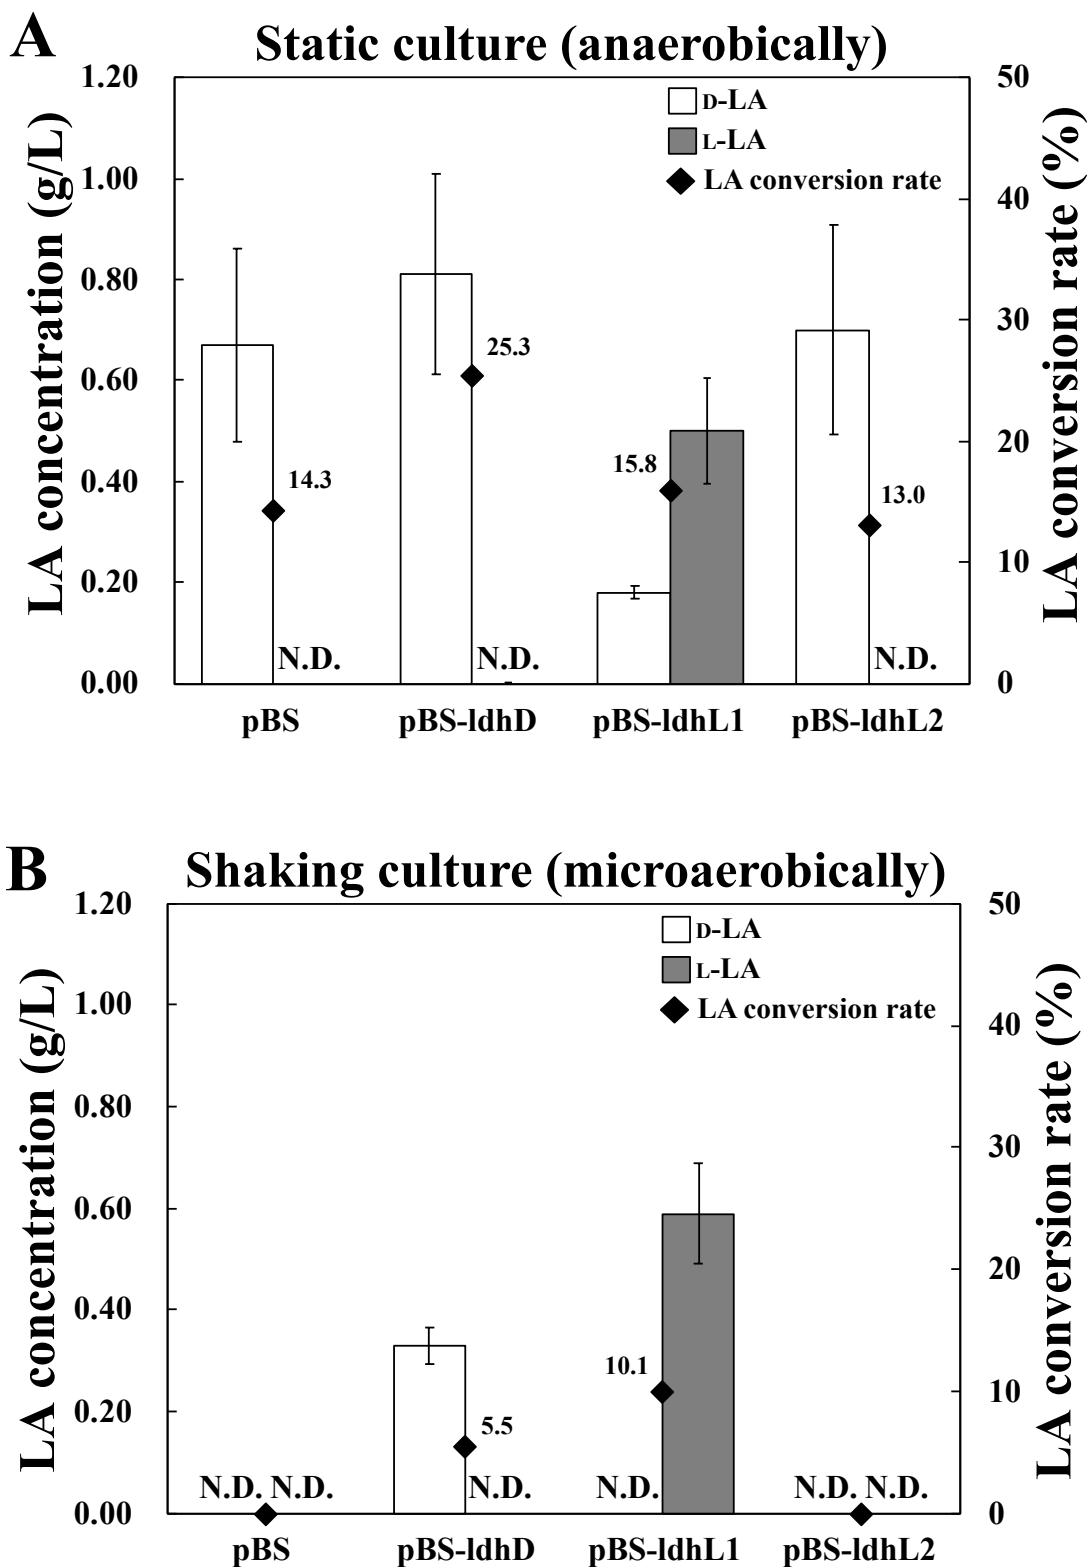 A
Static culture (anaerobically)
LA concentration (g/L)
1.20
1.00
0.80
0.60
0.40
0.20
0.00
D-LA
L-LA
LA conversion rate
14.3
25.3
15.8
13.0
N.D.
N.D.
N.D.
pBS
pBS-ldhD
pBS-ldhL1
pBS-ldhL2
50
40
30
20
10
0
LA conversion rate (%)
B
Shaking culture (microaerobically)
LA concentration (g/L)
1.20
1.00
0.80
0.60
0.40
0.20
0.00
D-LA
L-LA
LA conversion rate
10.1
5.5
N.D. N.D.
N.D.
N.D.
N.D. N.D.
pBS
pBS-ldhD
pBS-ldhL1
pBS-ldhL2
50
40
30
20
10
0
LA conversion rate (%)